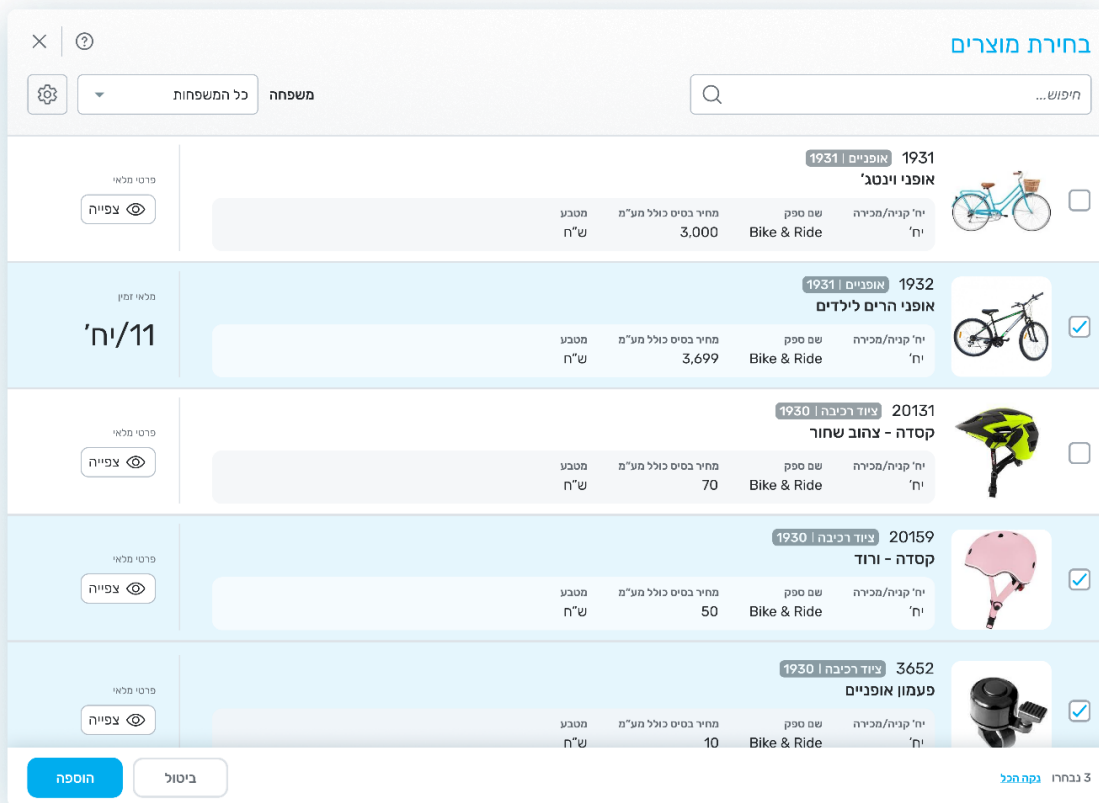 בחירת מוצרים
חיפוש...
משפחה כל המשפחות
1931 אופניים | 1931
אופני וינטג'
יח' קניה/מכירה שם ספק מחיר בסיס כולל מע"מ מטבע
יח' Bike & Ride 3,000 ש"ח
פרטי מלאי
צפייה
1932 אופניים | 1931
אופני הרים לילדים
יח' קניה/מכירה שם ספק מחיר בסיס כולל מע"מ מטבע
יח' Bike & Ride 3,699 ש"ח
מלאי זמין
11/יח'
20131 ציוד רכיבה | 1930
קסדה - צהוב שחור
יח' קניה/מכירה שם ספק מחיר בסיס כולל מע"מ מטבע
יח' Bike & Ride 70 ש"ח
פרטי מלאי
צפייה
20159 ציוד רכיבה | 1930
קסדה - ורוד
יח' קניה/מכירה שם ספק מחיר בסיס כולל מע"מ מטבע
יח' Bike & Ride 50 ש"ח
פרטי מלאי
צפייה
3652 ציוד רכיבה | 1930
פעמון אופניים
יח' קניה/מכירה שם ספק מחיר בסיס כולל מע"מ מטבע
יח' Bike & Ride 10 ש"ח
פרטי מלאי
צפייה
3 נבחרו נקה הכל
ביטול
הוספה